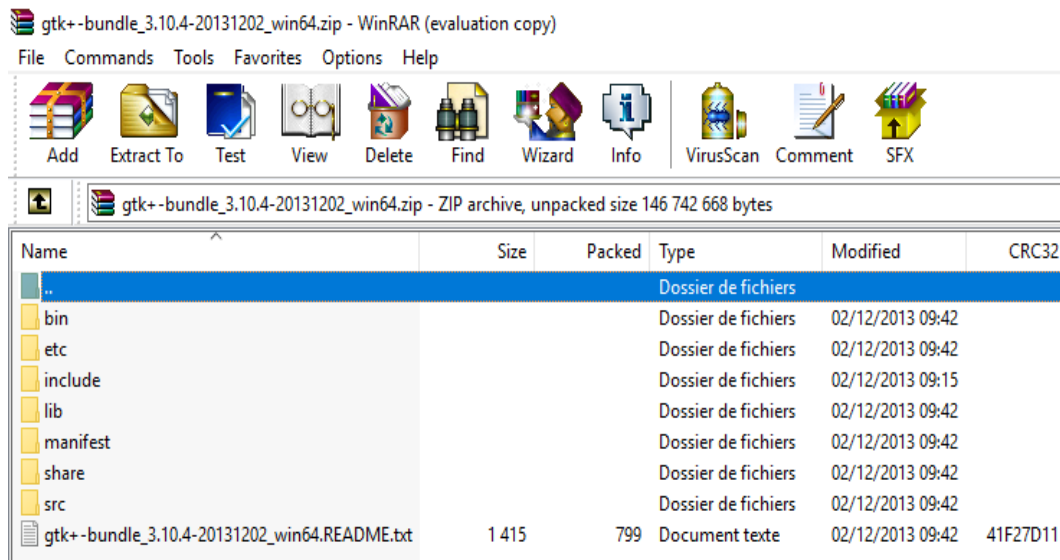 gtk+-bundle_3.10.4-20131202_win64.zip - WinRAR (evaluation copy)
File Commands Tools Favorites Options Help
Add Extract To Test View Delete Find Wizard Info VirusScan Comment SFX
gtk+-bundle_3.10.4-20131202_win64.zip - ZIP archive, unpacked size 146 742 668 bytes
Name Size Packed Type Modified CRC32
.. Dossier de fichiers
bin Dossier de fichiers 02/12/2013 09:42
etc Dossier de fichiers 02/12/2013 09:42
include Dossier de fichiers 02/12/2013 09:15
lib Dossier de fichiers 02/12/2013 09:42
manifest Dossier de fichiers 02/12/2013 09:42
share Dossier de fichiers 02/12/2013 09:42
src Dossier de fichiers 02/12/2013 09:42
gtk+-bundle_3.10.4-20131202_win64.README.txt 1 415 799 Document texte 02/12/2013 09:42 41F27D11